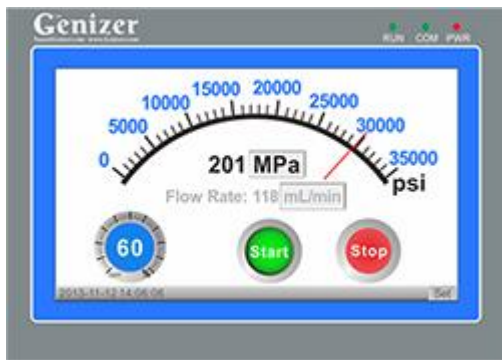 Genizer
RUN COM PWR
0 5000 10000 15000 20000 25000 30000 35000
psi
201 MPa
Flow Rate: 118 mL/min
60
Start
Stop
2013-11-12 14:06:06
Set